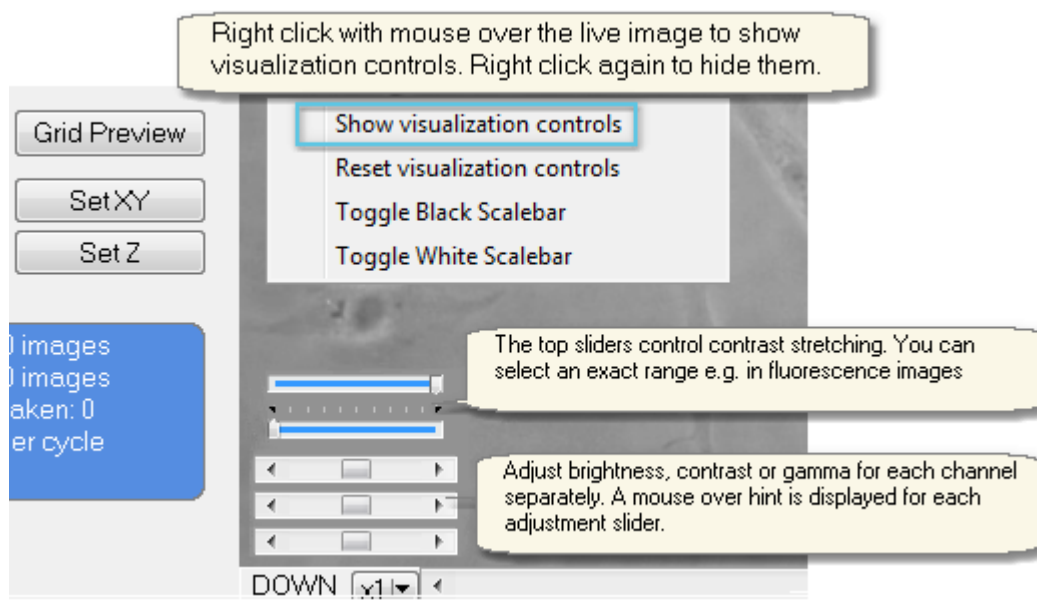 Right click with mouse over the live image to show
visualization controls. Right click again to hide them.
Grid Preview
Set XY
Set Z
Show visualization controls
Reset visualization controls
Toggle Black Scalebar
Toggle White Scalebar
images
images
aken: 0
er cycle
The top sliders control contrast stretching. You can
select an exact range e.g. in fluorescence images
Adjust brightness, contrast or gamma for each channel
separately. A mouse over hint is displayed for each
adjustment slider.
DOWN x1